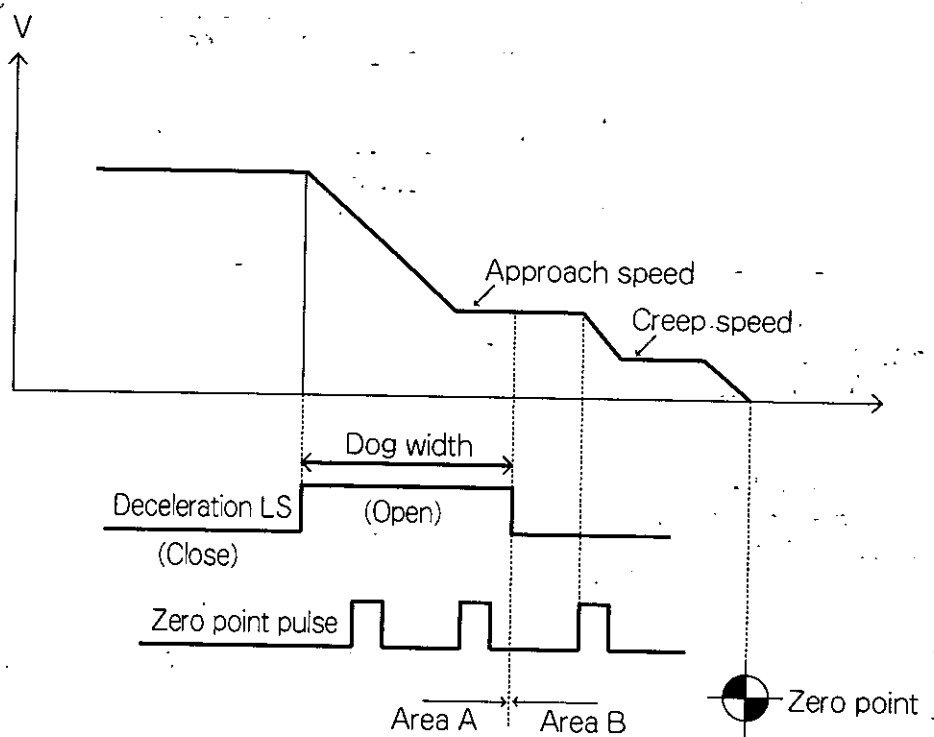 V
Approach speed
Creep speed
Dog width
Deceleration LS
(Open)
(Close)
Zero point pulse
Area A
Area B
Zero point